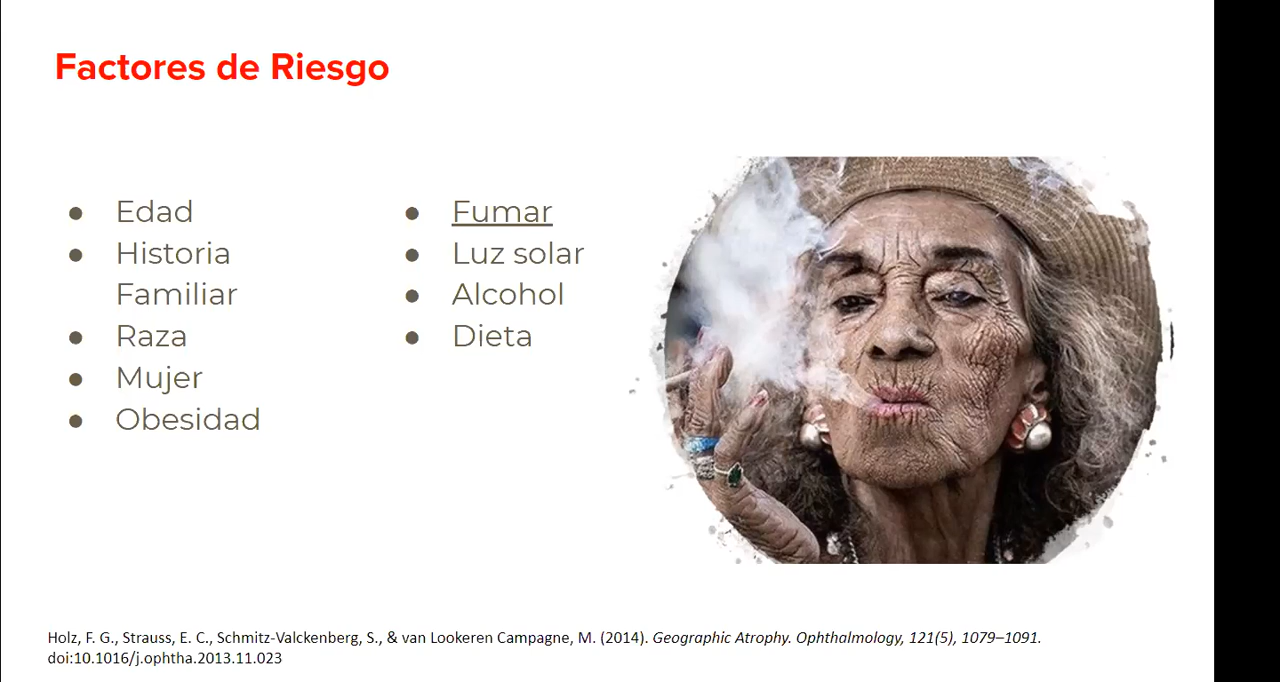 Factores de Riesgo
● Edad
● Historia
Familiar
● Raza
● Mujer
● Obesidad
● Fumar
● Luz solar
● Alcohol
● Dieta
Holz, F. G., Strauss, E. C., Schmitz-Valckenberg, S., & van Lookeren Campagne, M. (2014). Geographic Atrophy. Ophthalmology, 121(5), 1079–1091.
doi:10.1016/j.ophtha.2013.11.023